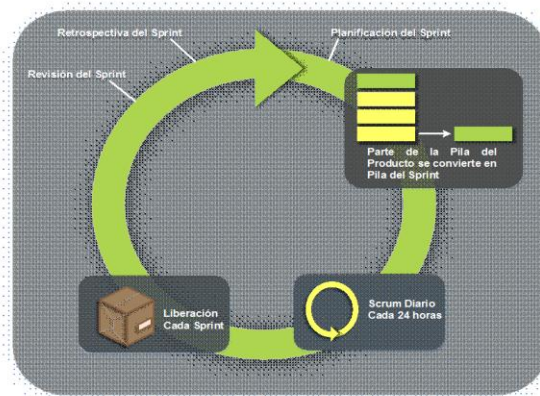 Retrospectiva del Sprint
Planificación del Sprint
Revisión del Sprint
Parte de la Pila del
Producto se convierte en
Pila del Sprint
Liberación
Cada Sprint
Scrum Diario
Cada 24 horas